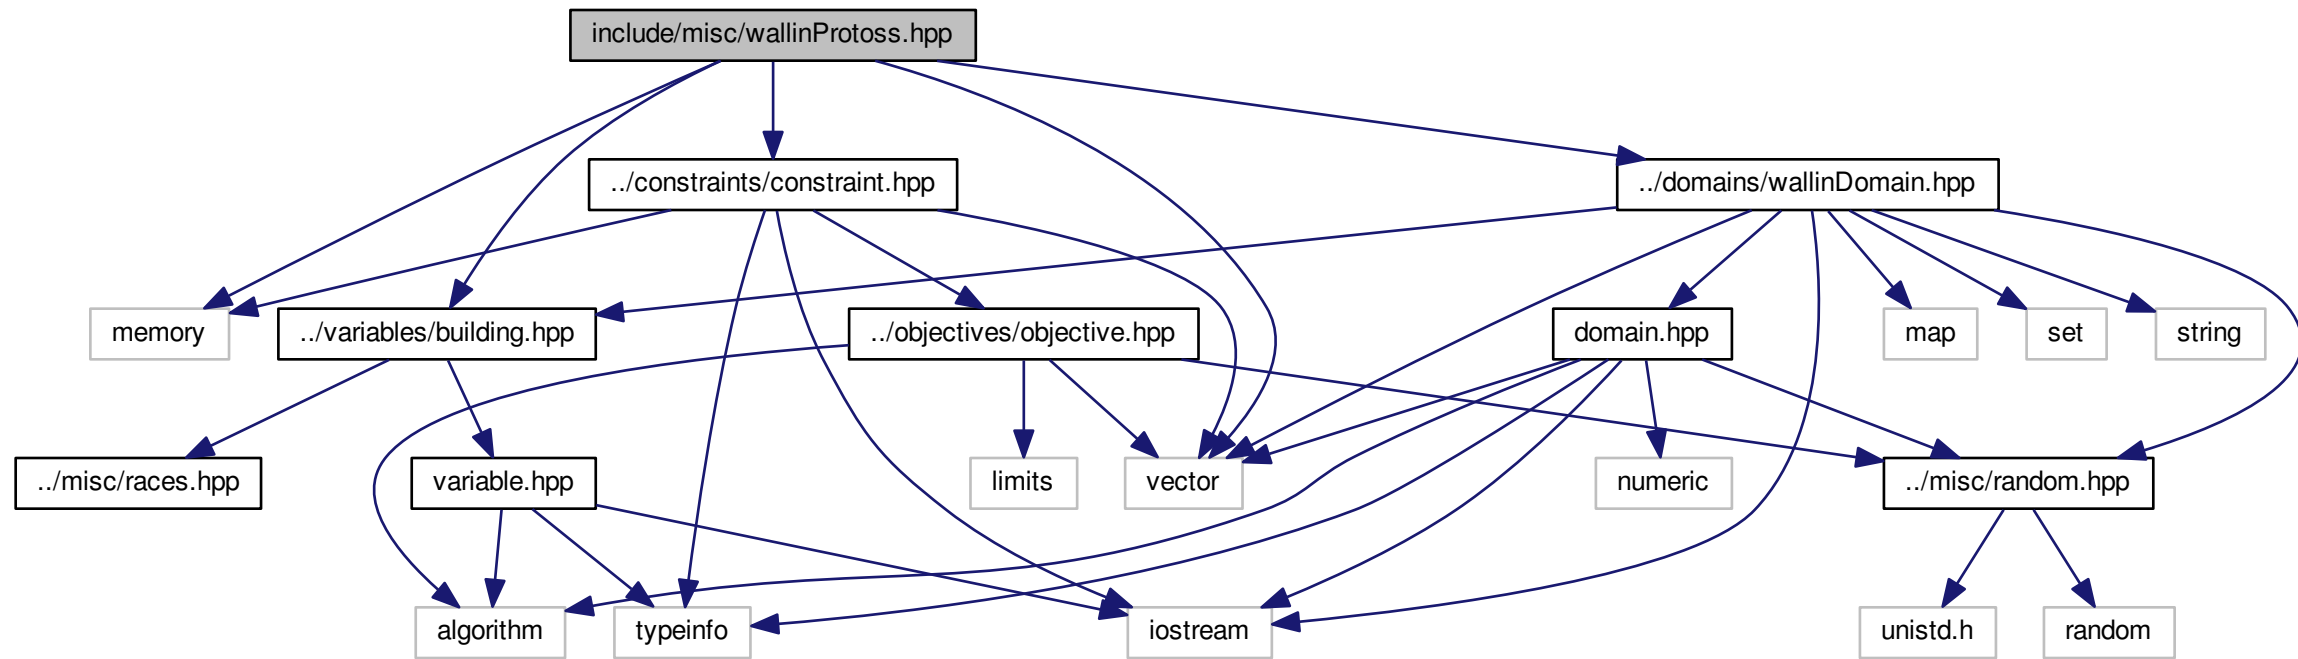 include/misc/wallinProtoss.hpp
../constraints/constraint.hpp
../domains/wallinDomain.hpp
memory
../variables/building.hpp
../objectives/objective.hpp
domain.hpp
map
set
string
../misc/races.hpp
variable.hpp
limits
vector
numeric
../misc/random.hpp
algorithm
typeinfo
iostream
unistd.h
random